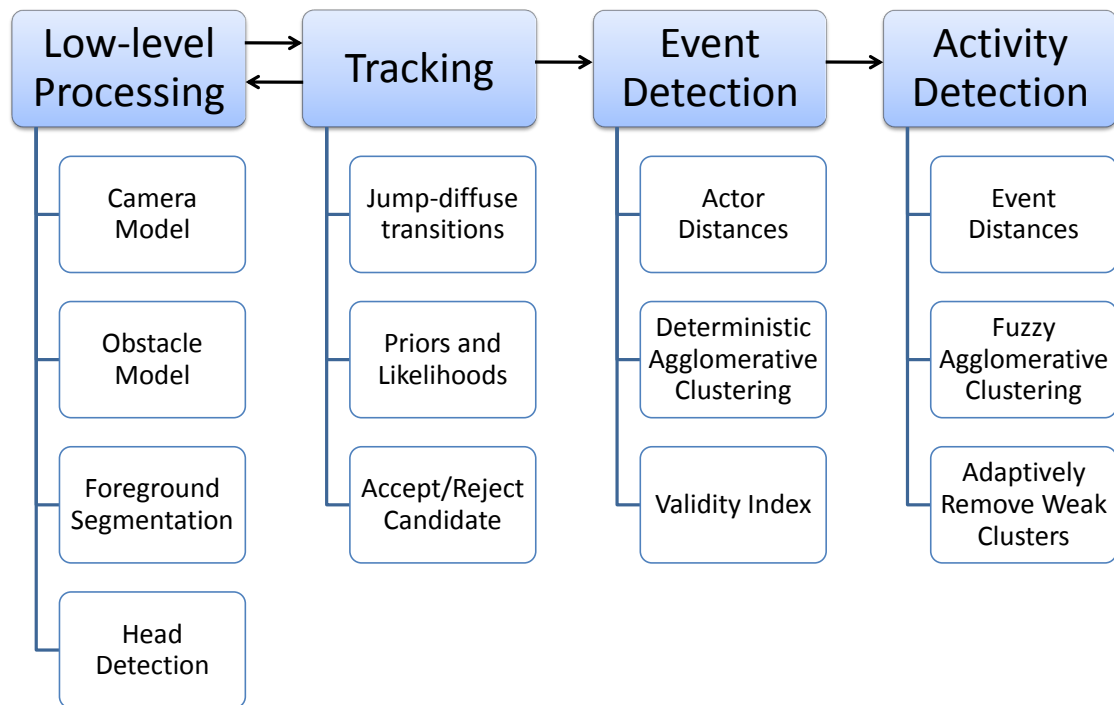 Low-level
Processing
Tracking
Event
Detection
Activity
Detection
Camera
Model
Obstacle
Model
Foreground
Segmentation
Head
Detection
Jump-diffuse
transitions
Priors and
Likelihoods
Accept/Reject
Candidate
Actor
Distances
Deterministic
Agglomerative
Clustering
Validity Index
Event
Distances
Fuzzy
Agglomerative
Clustering
Adaptively
Remove Weak
Clusters